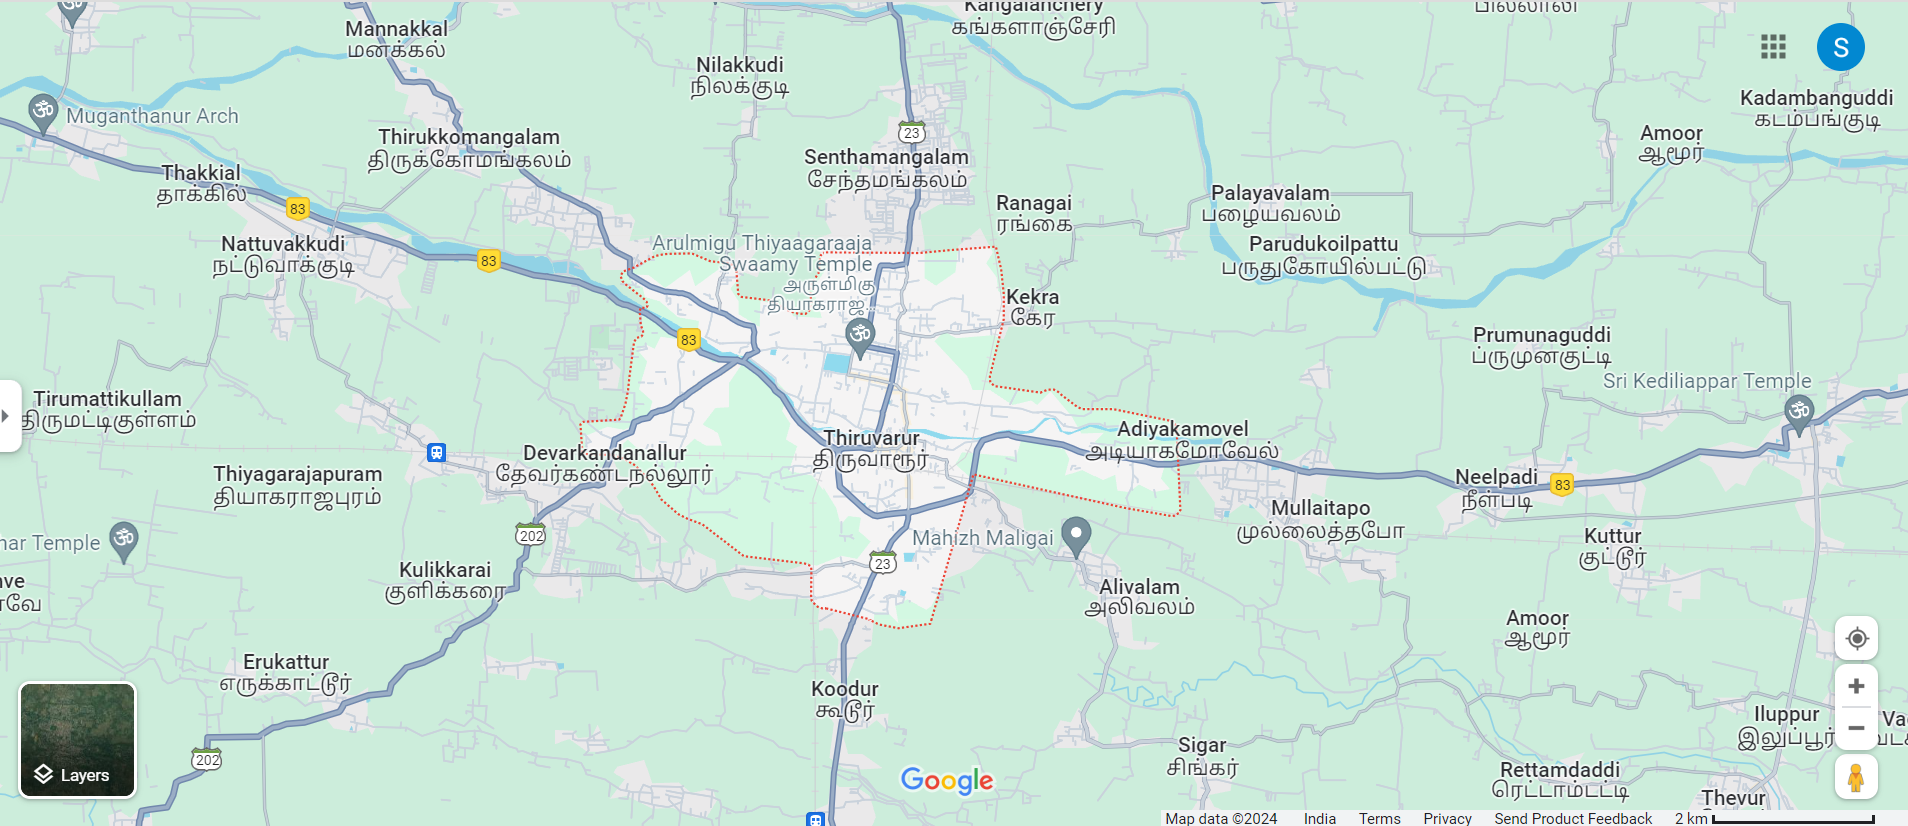 Kangalanchery
கங்களாஞ்சேரி
Mannakkal
மனக்கல்
Nilakkudi
நிலக்குடி
S
Kadambanguddi
கடம்பங்குடி
Muganthanur Arch
Thirukkomangalam
திருக்கோமங்கலம்
23
Amoor
ஆமூர்
Senthamangalam
சேந்தமங்கலம்
Thakkial
தாக்கில்
83
Palayavalam
பழையவலம்
Ranagai
ரங்கை
Nattuvakkudi
நட்டுவாக்குடி
83
Arulmigu Thiyaagaraaja
Swaamy Temple
அருள்மிகு
தியாகராஜ...
Parudukoilpattu
பருதுகோயில்பட்டு
Kekra
கேர
83
Prumunaguddi
ப்ருமுனகுட்டி
Sri Kediliappar Temple
Tirumattikullam
திருமட்டிகுள்ளம்
Thiruvarur
திருவாரூர்
Adiyakamovel
அடியாகமோவேல்
Devarkandanallur
தேவர்கண்டநல்லூர்
Thiyagarajapuram
தியாகராஜபுரம்
Neelpadi
நீள்படி
83
Mullaitapo
முல்லைத்தபோ
202
Mahizh Maligai
Kuttur
குட்டூர்
nar Temple
23
Kulikkarai
குளிக்கரை
Alivalam
அலிவலம்
Amoor
ஆமூர்
Erukattur
எருக்காட்டூர்
Koodur
கூடூர்
Iluppur
இலுப்பூர்
202
Layers
Sigar
சிங்கர்
Google
Rettamdaddi
ரெட்டாம்டட்டி
Thevur
Map data ©2024 India Terms Privacy Send Product Feedback 2 km